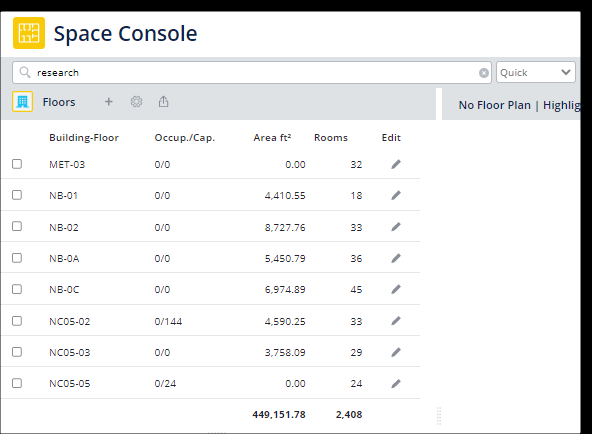 Space Console
research
Quick
Floors
No Floor Plan | Highlig
Building-Floor Occup./Cap. Area ft² Rooms Edit
MET-03 0/0 0.00 32
NB-01 0/0 4,410.55 18
NB-02 0/0 8,727.76 33
NB-0A 0/0 5,450.79 36
NB-0C 0/0 6,974.89 45
NC05-02 0/144 4,590.25 33
NC05-03 0/0 3,758.09 29
NC05-05 0/24 0.00 24
449,151.78 2,408